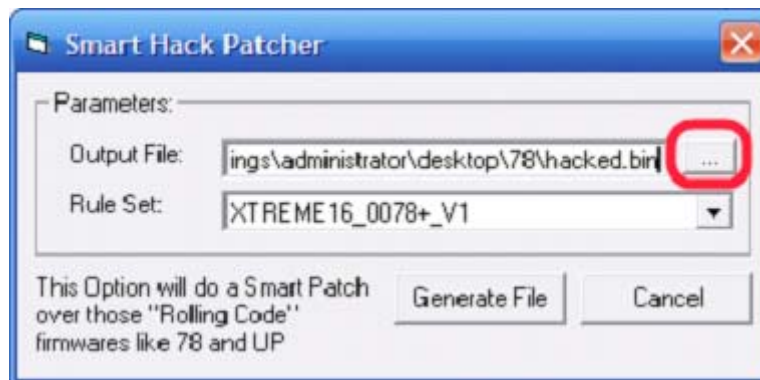 Smart Hack Patcher
Parameters:
Output File: ings\administrator\desktop\78\hacked.bin ...
Rule Set: XTREME16_0078+_V1
This Option will do a Smart Patch
over those "Rolling Code"
firmwares like 78 and UP
Generate File Cancel